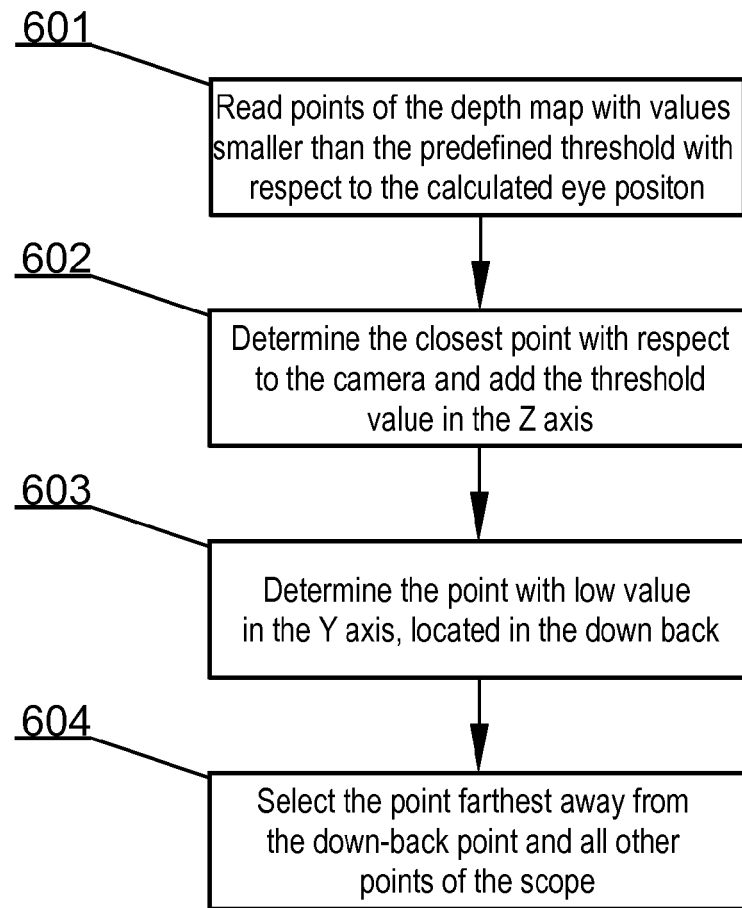 601
Read points of the depth map with values
smaller than the predefined threshold with
respect to the calculated eye positon
602
Determine the closest point with respect
to the camera and add the threshold
value in the Z axis
603
Determine the point with low value
in the Y axis, located in the down back
604
Select the point farthest away from
the down-back point and all other
points of the scope